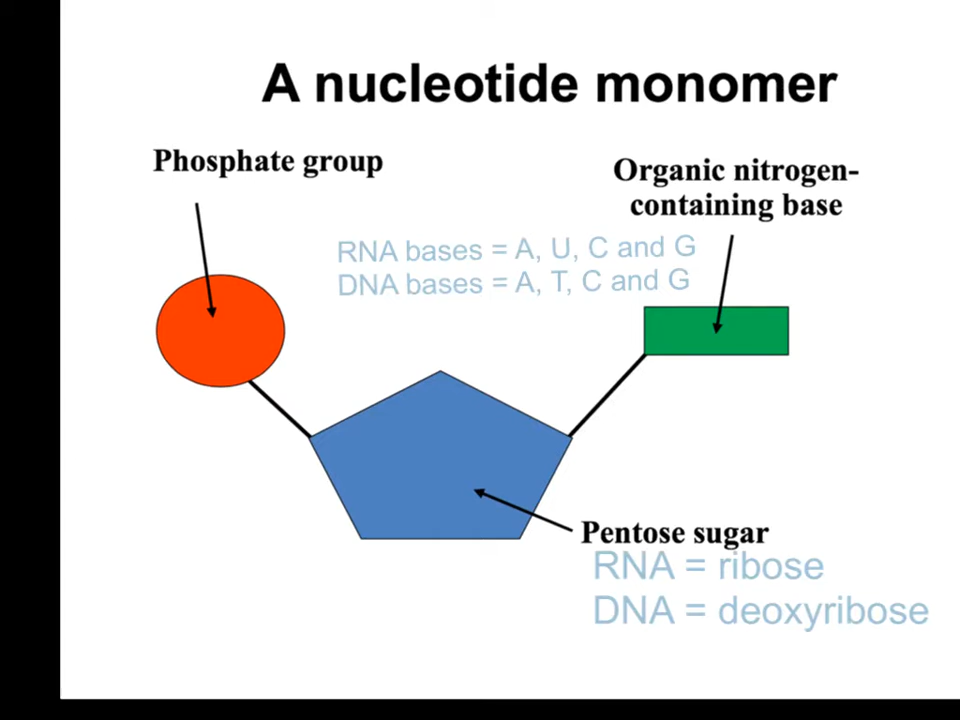 A nucleotide monomer
Phosphate group
Organic nitrogen-
containing base
RNA bases = A, U, C and G
DNA bases = A, T, C and G
Pentose sugar
RNA = ribose
DNA = deoxyribose